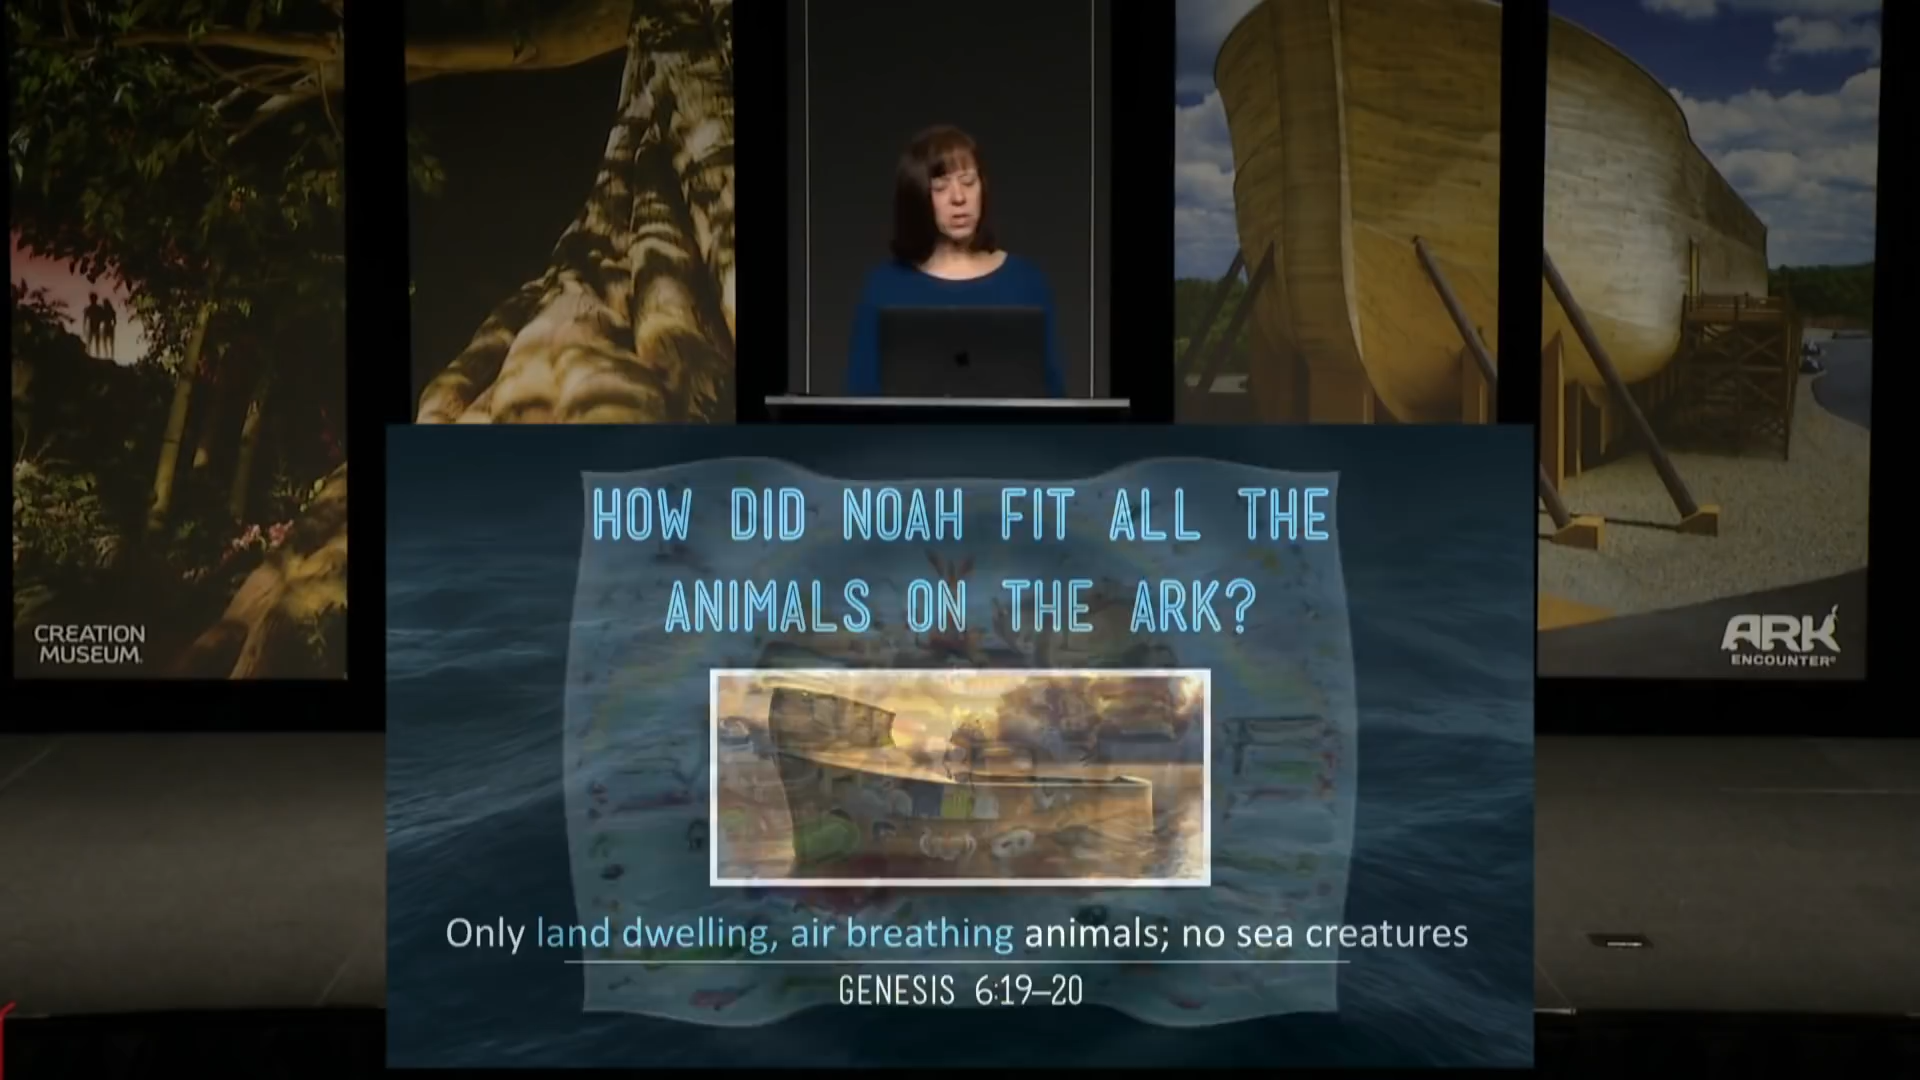 CREATION
MUSEUM
ARK
ENCOUNTER
HOW DID NOAH FIT ALL THE
ANIMALS ON THE ARK?
Only land dwelling, air breathing animals; no sea creatures
GENESIS 6:19–20